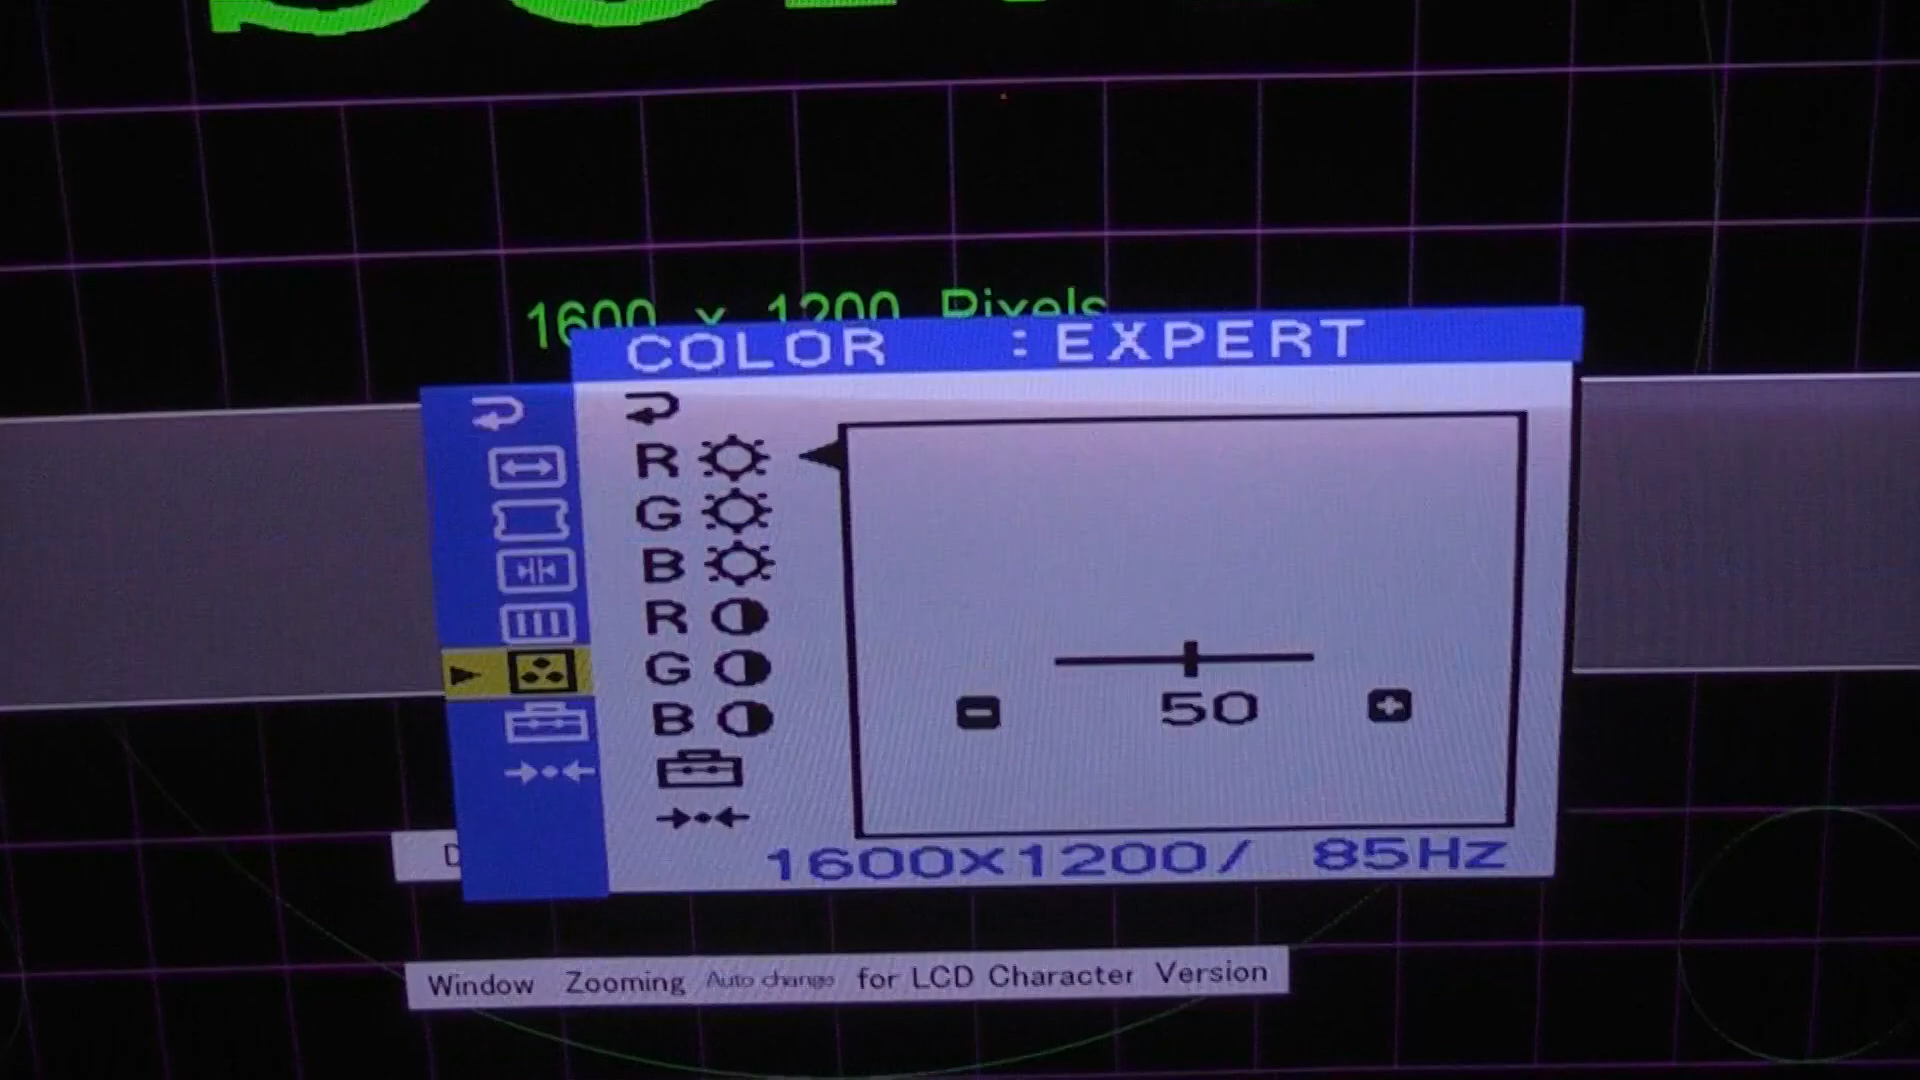 1600 x 1200 Pixels
COLOR : EXPERT
R
G
B
R
G
B
50
1600X1200/ 85Hz
Window Zooming Auto change for LCD Character Version